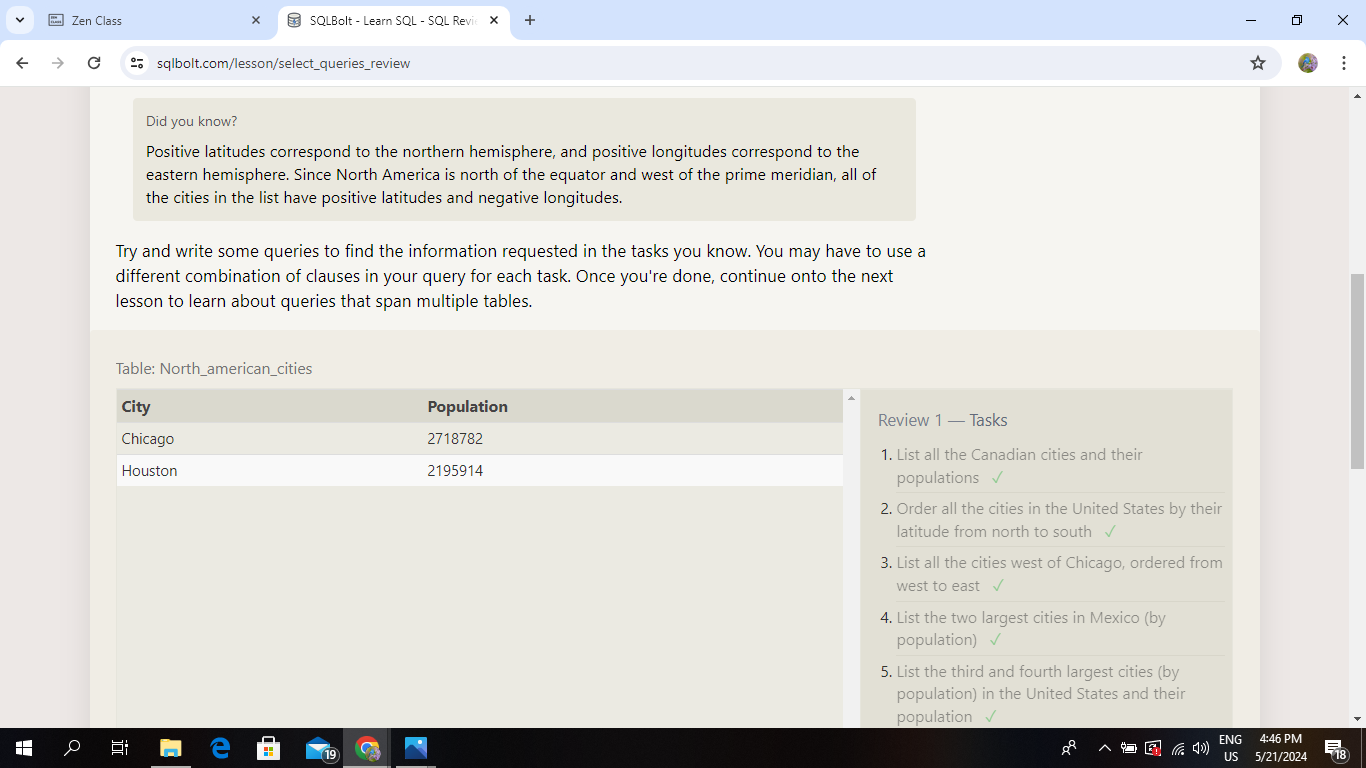 Zen Class
SQLBolt - Learn SQL - SQL Revie
sqlbolt.com/lesson/select_queries_review
Did you know?
Positive latitudes correspond to the northern hemisphere, and positive longitudes correspond to the
eastern hemisphere. Since North America is north of the equator and west of the prime meridian, all of
the cities in the list have positive latitudes and negative longitudes.
Try and write some queries to find the information requested in the tasks you know. You may have to use a
different combination of clauses in your query for each task. Once you're done, continue onto the next
lesson to learn about queries that span multiple tables.
Table: North_american_cities
City Population
Chicago 2718782
Houston 2195914
Review 1 — Tasks
1. List all the Canadian cities and their
populations ✓
2. Order all the cities in the United States by their
latitude from north to south ✓
3. List all the cities west of Chicago, ordered from
west to east ✓
4. List the two largest cities in Mexico (by
population) ✓
5. List the third and fourth largest cities (by
population) in the United States and their
population ✓
19
ENG
US
4:46 PM
5/21/2024
18